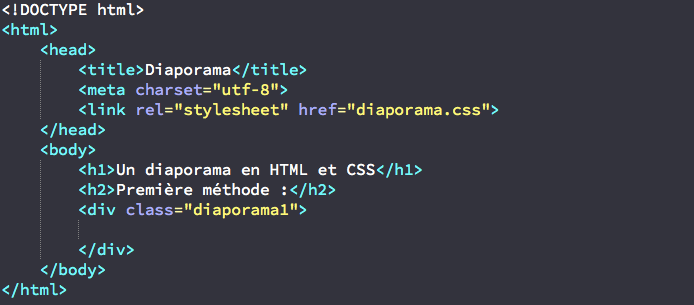 <!DOCTYPE html>
<html>
    <head>
        <title>Diaporama</title>
        <meta charset="utf-8">
        <link rel="stylesheet" href="diaporama.css">
    </head>
    <body>
        <h1>Un diaporama en HTML et CSS</h1>
        <h2>Première méthode :</h2>
        <div class="diaporama1">
        </div>
    </body>
</html>